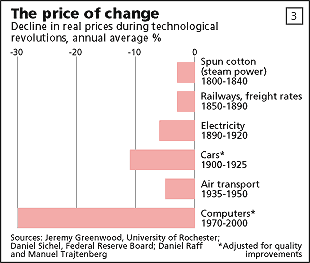 The price of change
3
Decline in real prices during technological
revolutions, annual average %
-30 -20 -10 0
Spun cotton
(steam power)
1800-1840
Railways, freight rates
1850-1890
Electricity
1890-1920
Cars*
1900-1925
Air transport
1935-1950
Computers*
1970-2000
Sources: Jeremy Greenwood, University of Rochester;
Daniel Sichel, Federal Reserve Board; Daniel Raff
and Manuel Trajtenberg
*Adjusted for quality
improvements